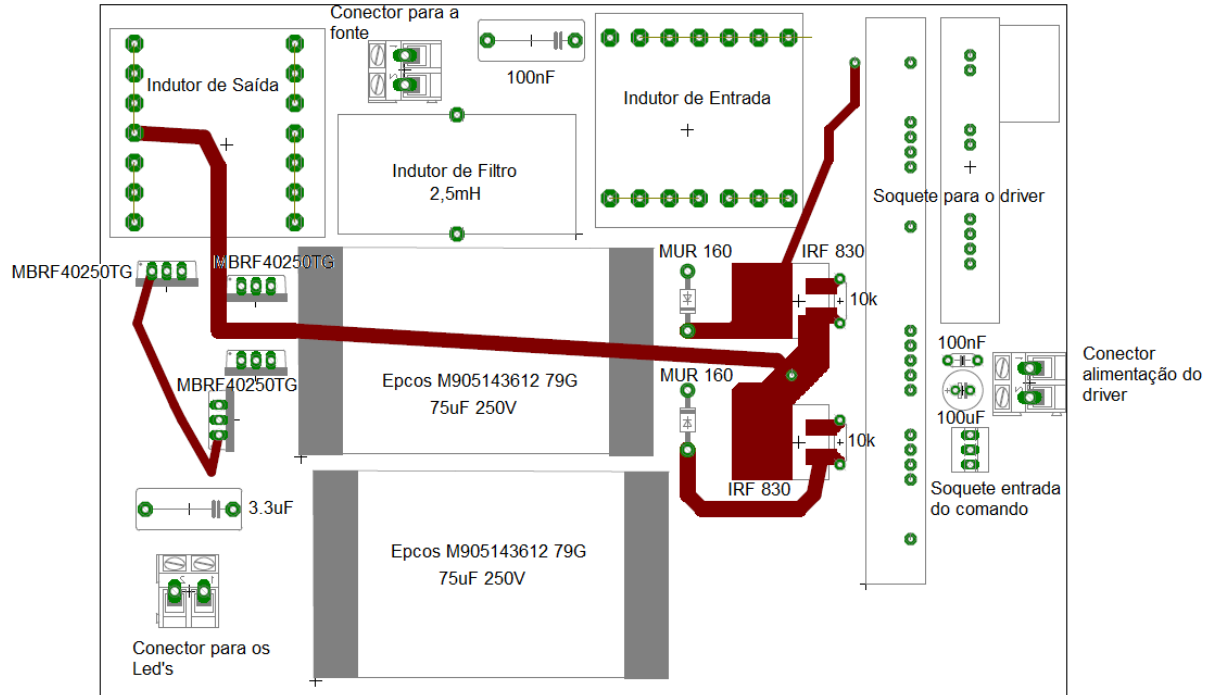 Conector para a
fonte
100nF
Indutor de Saída
Indutor de Entrada
Indutor de Filtro
2,5mH
Soquete para o driver
MBRF40250TG
MBRF40250TG
MUR 160
IRF 830
10k
100nF
Conector
alimentação do
driver
MBRF40250TG
Epcos M905143612 79G
75uF 250V
MUR 160
100uF
10k
IRF 830
Soquete entrada
do comando
3.3uF
Epcos M905143612 79G
75uF 250V
Conector para os
Led's